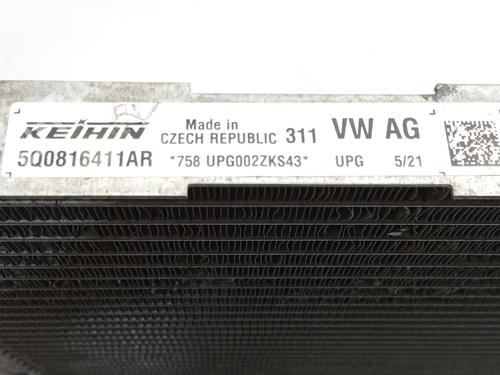 KEIHIN
Made in
CZECH REPUBLIC 311 VW AG
5Q0816411AR *758 UPG002ZKS43* UPG 5/21